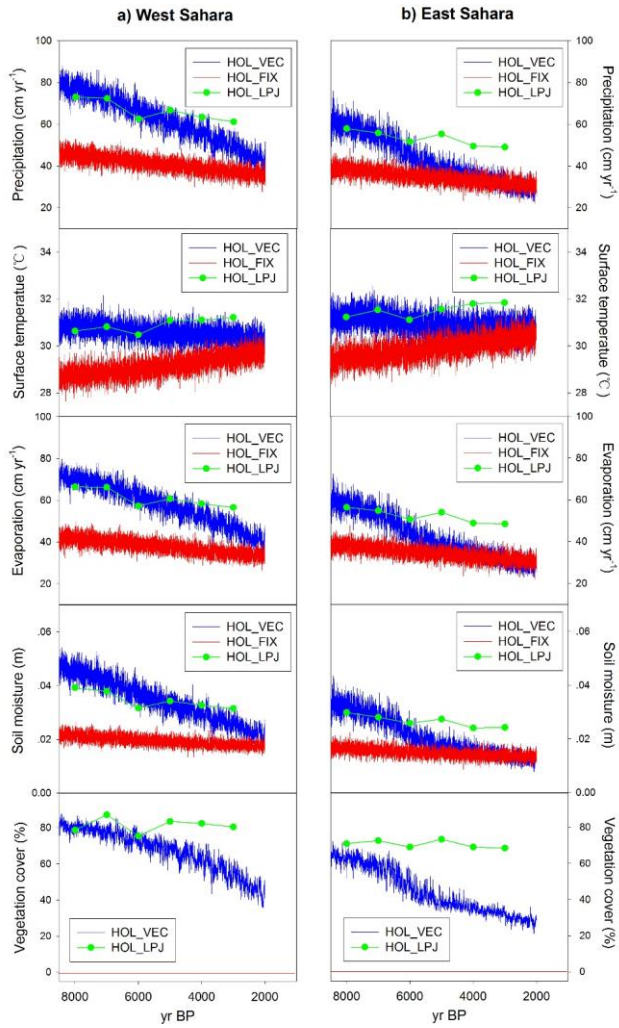 a) West Sahara
b) East Sahara
100
80
60
40
20
Precipitation (cm yr-1)
HOL_VEC
HOL_FIX
HOL_LPJ
HOL_VEC
HOL_FIX
HOL_LPJ
100
80
60
40
20
Precipitation (cm yr-1)
34
32
30
28
Surface temperatue (℃)
HOL_VEC
HOL_FIX
HOL_LPJ
HOL_VEC
HOL_FIX
HOL_LPJ
34
32
30
28
Surface temperatue (℃)
100
80
60
40
20
Evaporation (cm yr-1)
HOL_VEC
HOL_FIX
HOL_LPJ
HOL_VEC
HOL_FIX
HOL_LPJ
100
80
60
40
20
Evaporation (cm yr-1)
.06
.04
.02
0.00
Soil moisture (m)
HOL_VEC
HOL_FIX
HOL_LPJ
HOL_VEC
HOL_FIX
HOL_LPJ
.06
.04
.02
0.00
Soil moisture (m)
80
60
40
20
0
Vegetation cover (%)
HOL_VEC
HOL_LPJ
HOL_VEC
HOL_LPJ
80
60
40
20
0
Vegetation cover (%)
8000 6000 4000 2000
8000 6000 4000 2000
yr BP
yr BP